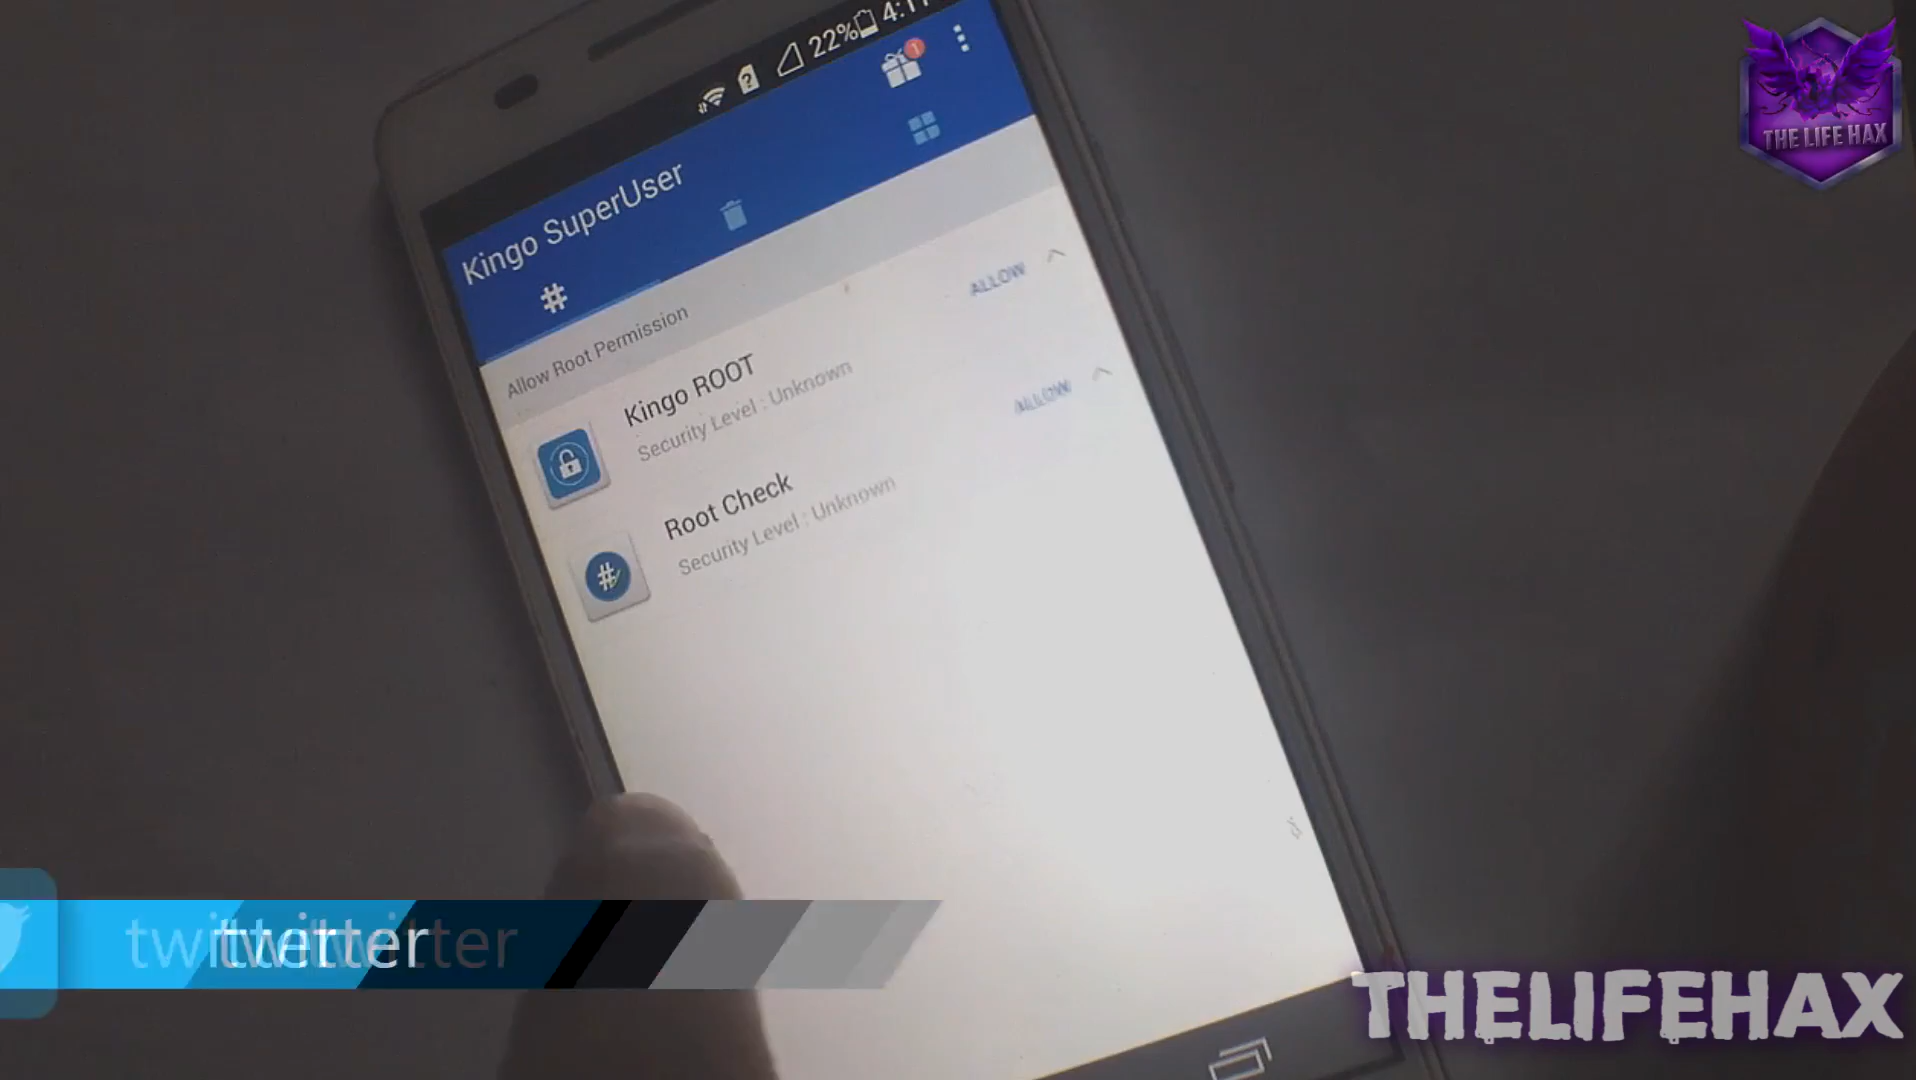 22%
4:11
1
Kingo SuperUser
#
Allow Root Permission
Kingo ROOT
Security Level : Unknown
ALLOW
Root Check
Security Level : Unknown
ALLOW
THE LIFE HAX
twitter
THELIFEHAX